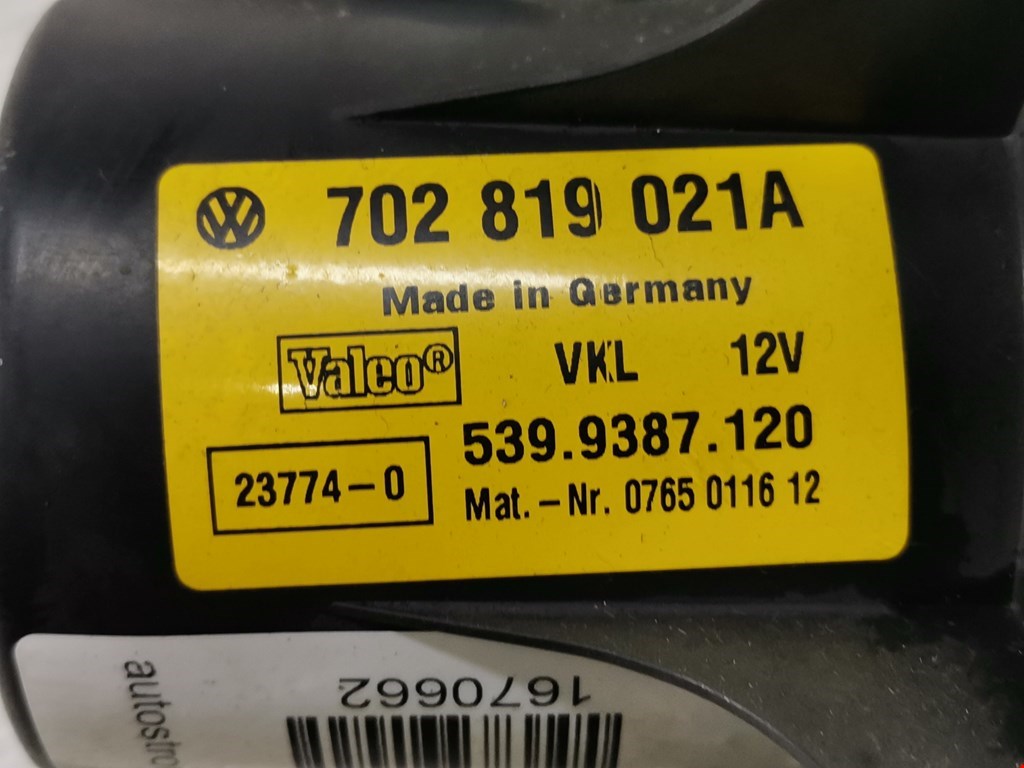 702 819 021A
Made in Germany
Valeo® VKL 12V
539.9387.120
23774-0
Mat.-Nr. 0765 0116 12
1670662
autostro